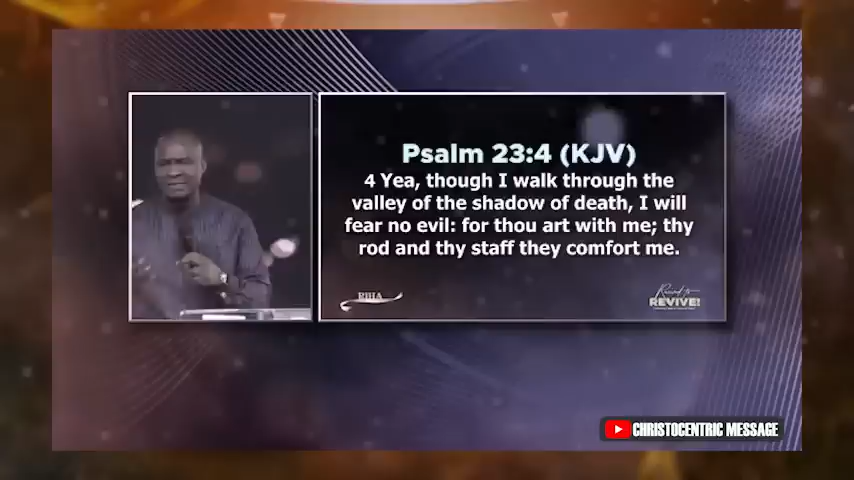 Psalm 23:4 (KJV)
4 Yea, though I walk through the
valley of the shadow of death, I will
fear no evil: for thou art with me; thy
rod and thy staff they comfort me.
RIHA
REVIVE!
CHRISTOCENTRIC MESSAGE